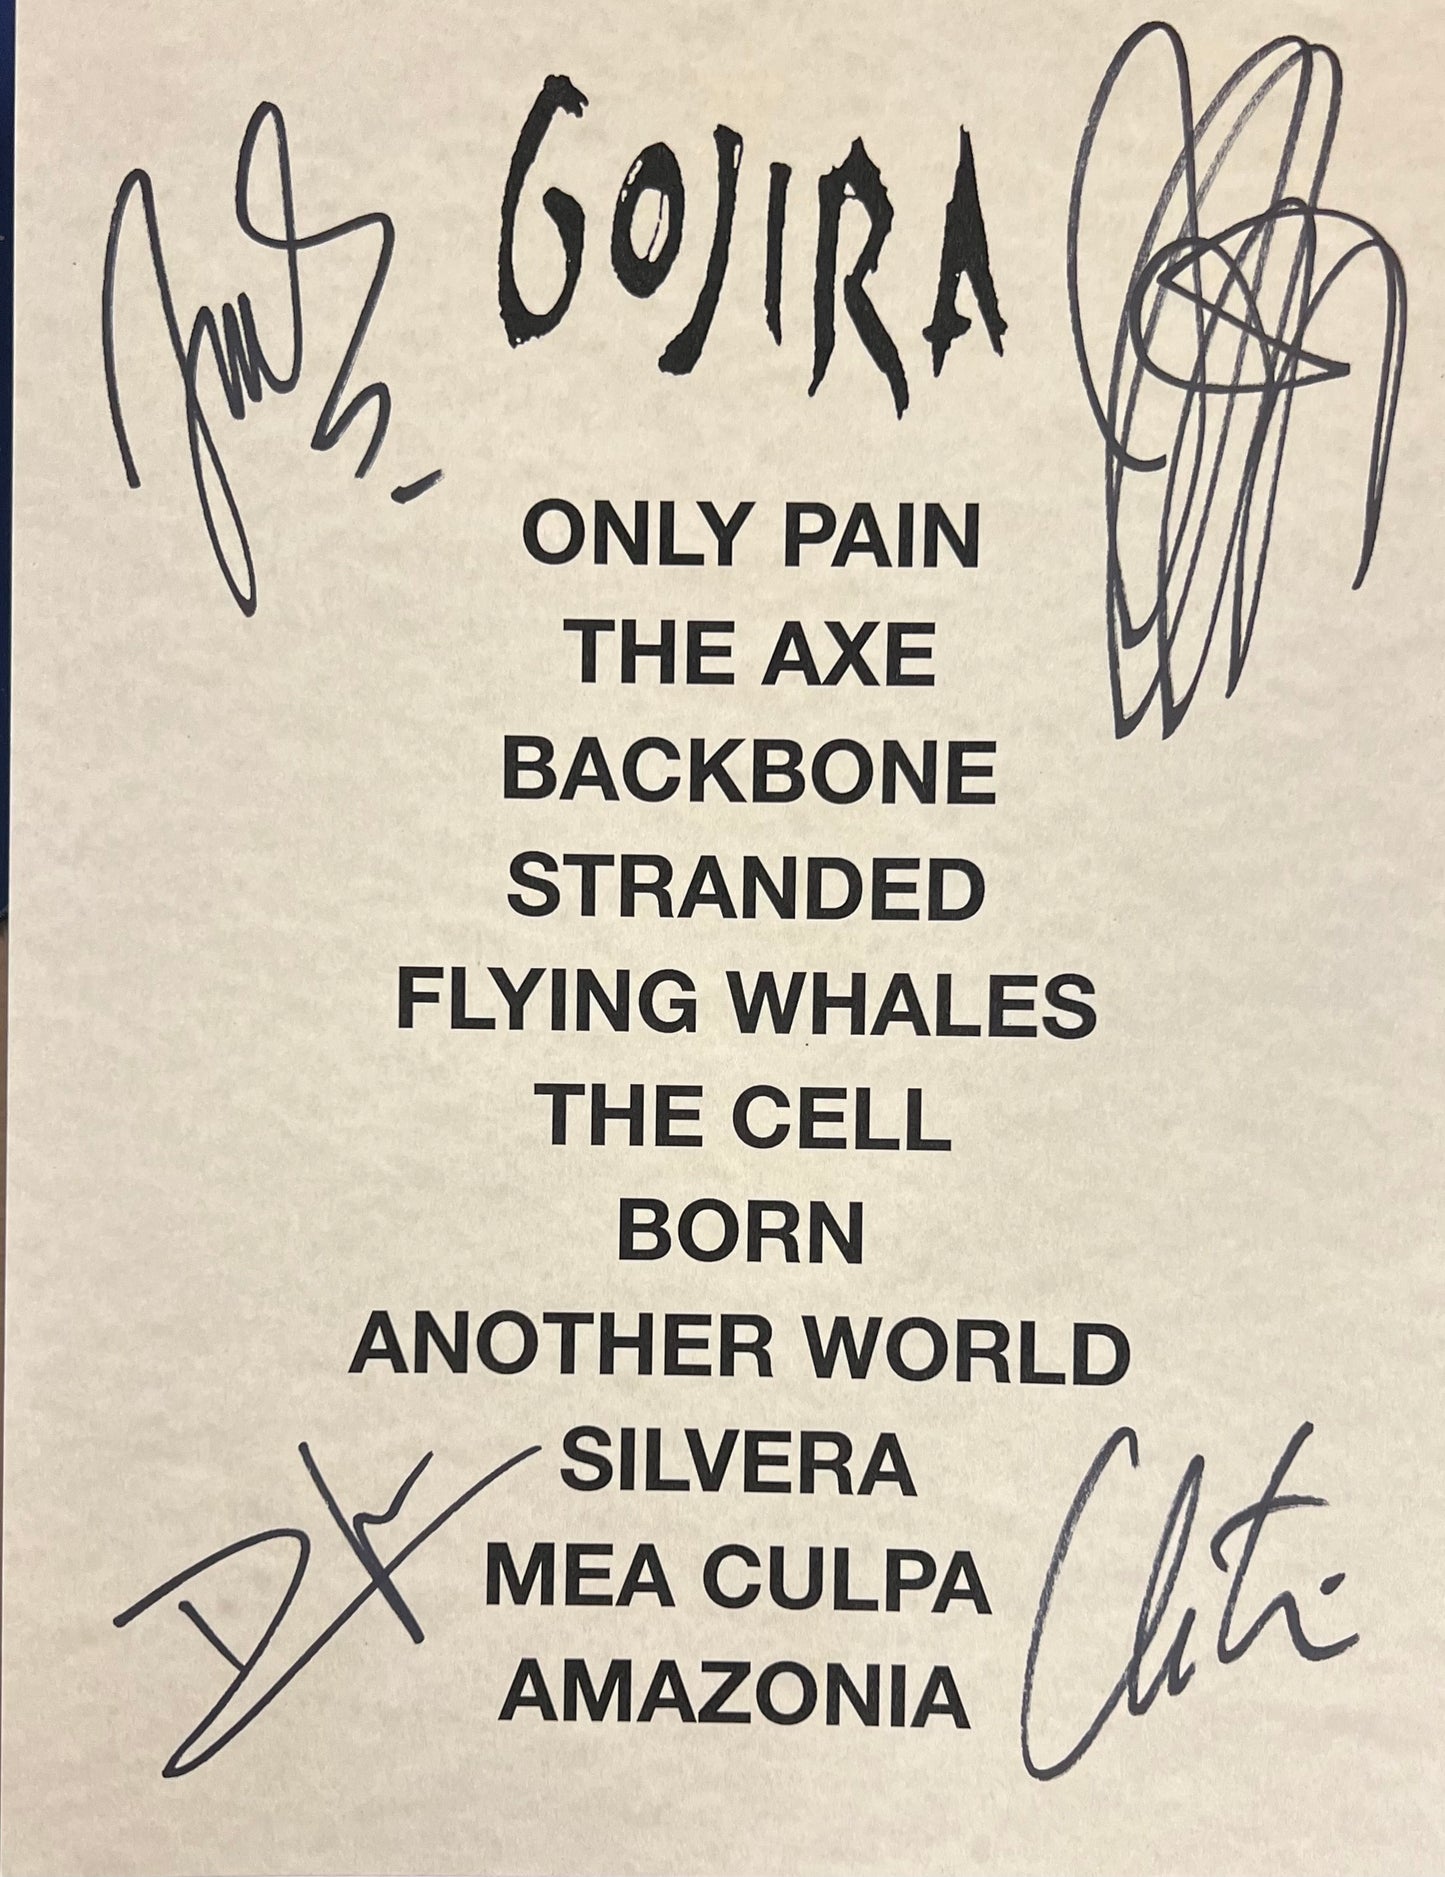 GOJIRA
ONLY PAIN
THE AXE
BACKBONE
STRANDED
FLYING WHALES
THE CELL
BORN
ANOTHER WORLD
SILVERA
MEA CULPA
AMAZONIA